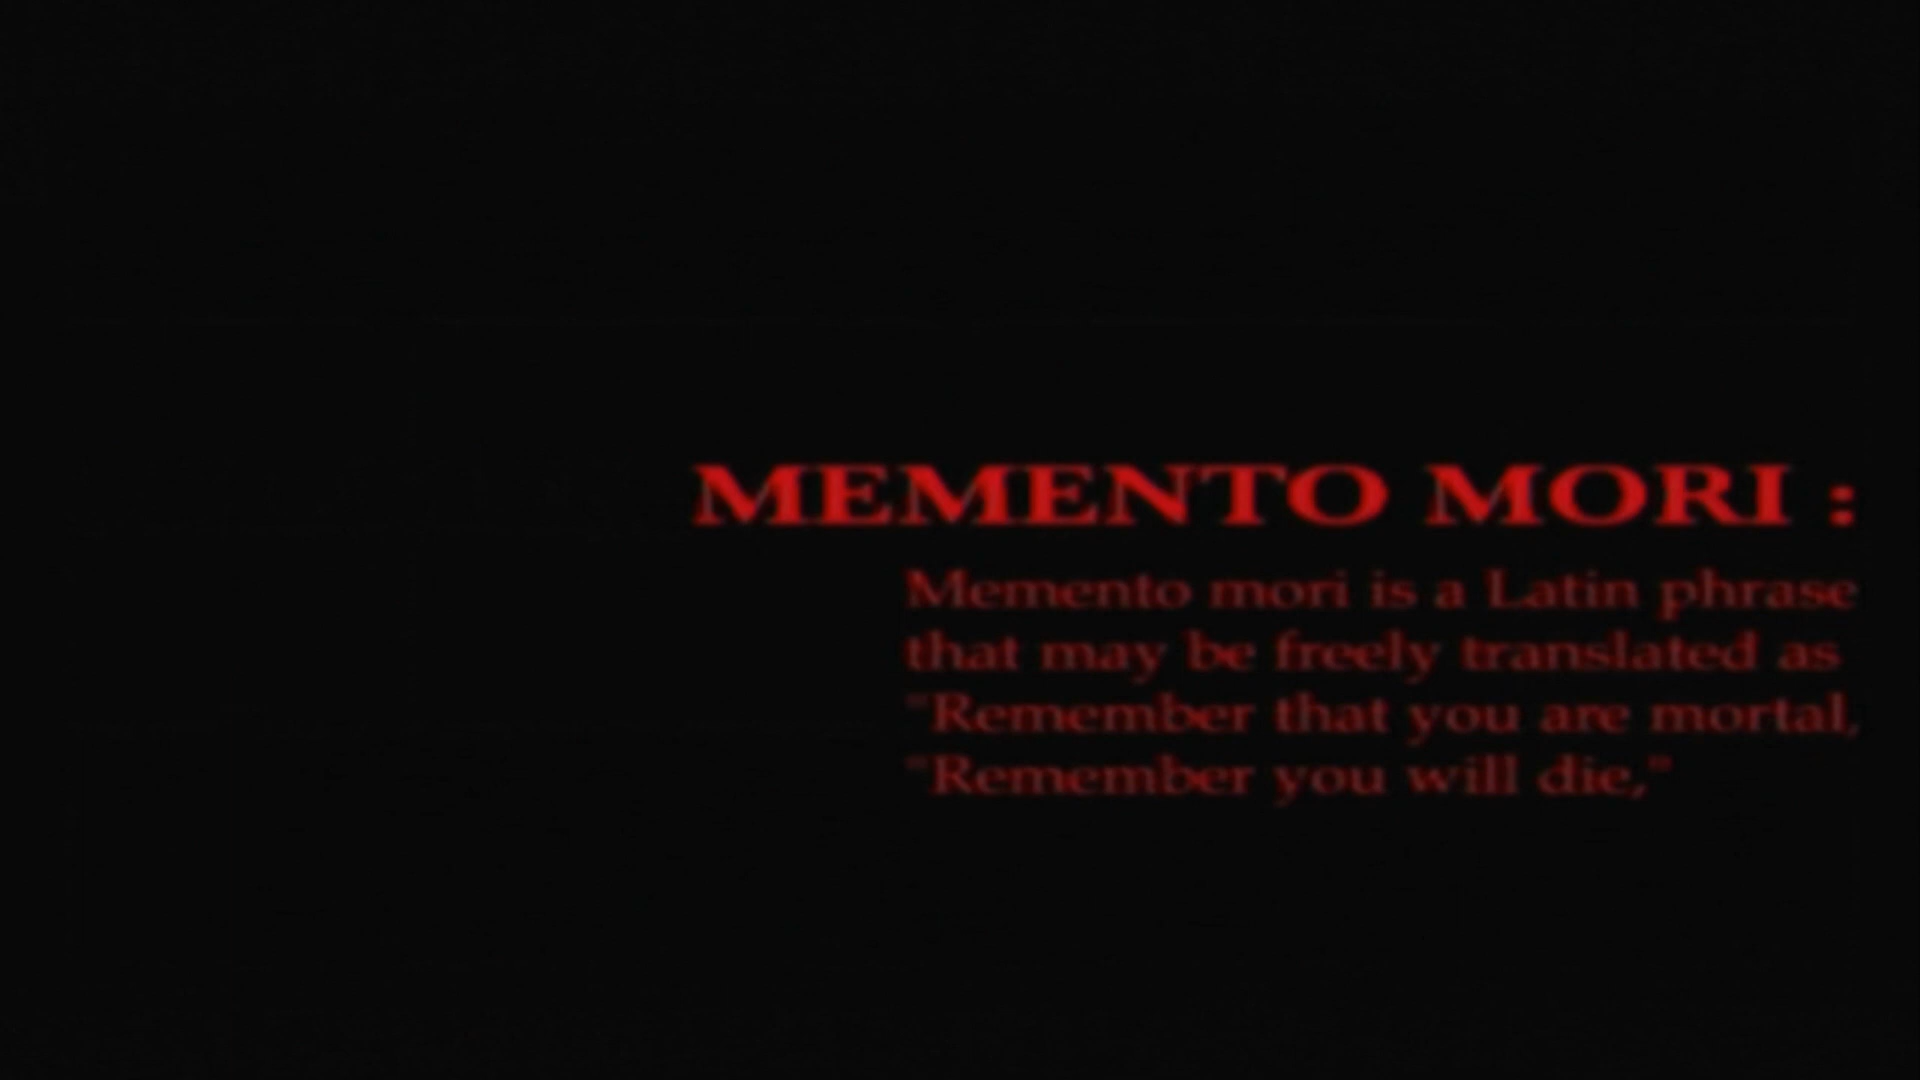 MEMENTO MORI :
Memento mori is a Latin phrase
that may be freely translated as
"Remember that you are mortal,
"Remember you will die,"